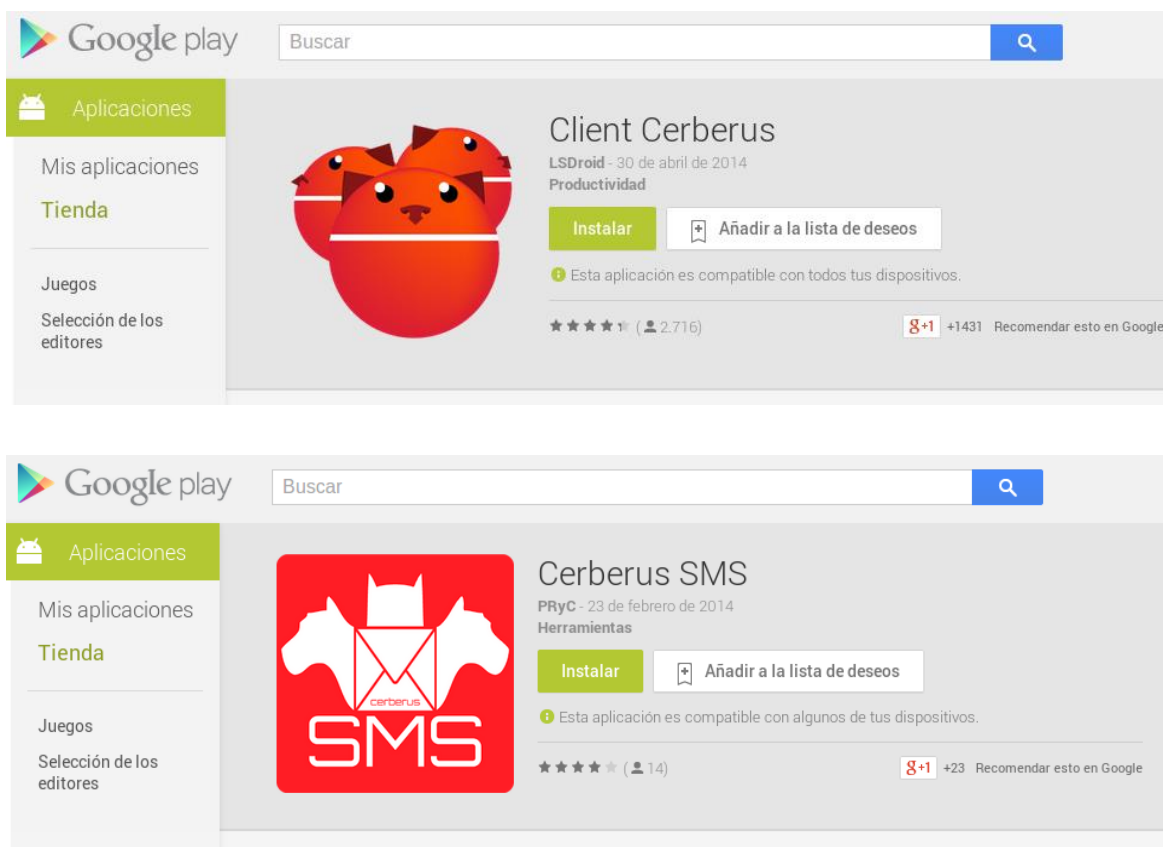 Google play
Buscar
Aplicaciones
Mis aplicaciones
Tienda
Juegos
Selección de los
editores
Client Cerberus
LSDroid - 30 de abril de 2014
Productividad
Instalar
Añadir a la lista de deseos
Esta aplicación es compatible con todos tus dispositivos.
(2.716)
g+1 +1431 Recomendar esto en Google
Google play
Buscar
Aplicaciones
Mis aplicaciones
Tienda
Juegos
Selección de los
editores
cerberus
SMS
Cerberus SMS
PRyC - 23 de febrero de 2014
Herramientas
Instalar
Añadir a la lista de deseos
Esta aplicación es compatible con algunos de tus dispositivos.
(14)
g+1 +23 Recomendar esto en Google